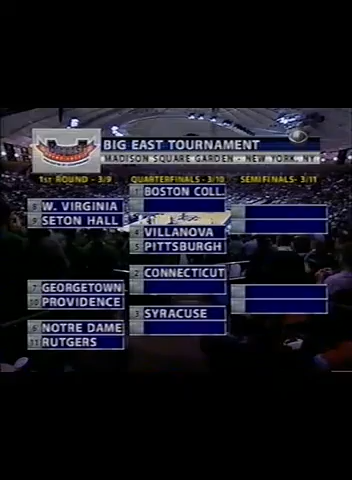 BIG EAST TOURNAMENT
MADISON SQUARE GARDEN - NEW YORK, NY
1ST ROUND - 3/9 QUARTERFINALS - 3/10 SEMIFINALS - 3/11
1 BOSTON COLL.
8 W. VIRGINIA
9 SETON HALL
4 VILLANOVA
5 PITTSBURGH
2 CONNECTICUT
7 GEORGETOWN
10 PROVIDENCE
3 SYRACUSE
6 NOTRE DAME
11 RUTGERS